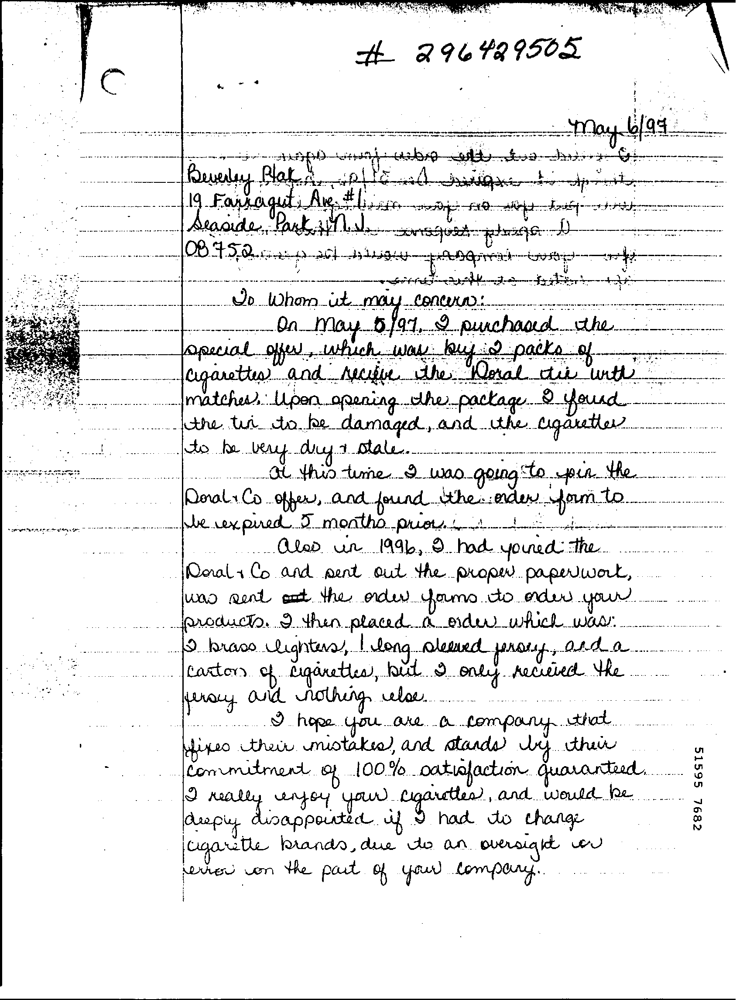 # 296429505
May 6/97
Beverley Plat
19 Farragut Ave #1
Seaside Park N.J.
08752
To Whom it may concern:
On May 5/97, I purchased the
special offer, which was buy 2 packs of
cigarettes and recieve the Doral tin with
matches. Upon opening the package I found
the tin to be damaged, and the cigarettes
to be very dry & stale.
At this time I was going to join the
Doral & Co offer, and found the order form to
be expired 5 months prior.
Also in 1996, I had joined the
Doral & Co and sent out the proper paperwork,
was sent out the order forms to order your
products. I then placed a order which was:
2 brass lighters, 1 long sleeved jersey, and a
carton of cigarettes, but I only recieved the
jersey and nothing else.
I hope you are a company that
fixes their mistakes, and stands by their
commitment of 100% satisfaction guaranteed.
I really enjoy your cigarettes, and would be
deeply disappointed if I had to change
cigarette brands, due to an oversight or
error on the part of your company.
51595 7682